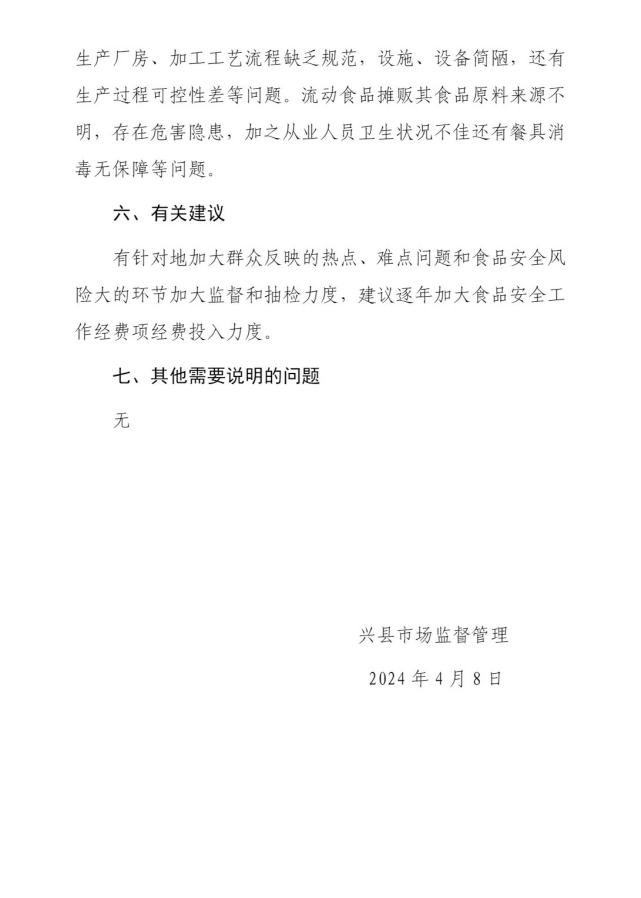 生产厂房、加工工艺流程缺乏规范，设施、设备简陋，还有
生产过程可控性差等问题。流动食品摊贩其食品原料来源不
明，存在危害隐患，加之从业人员卫生状况不佳还有餐具消
毒无保障等问题。
六、有关建议
有针对地加大群众反映的热点、难点问题和食品安全风
险大的环节加大监督和抽检力度，建议逐年加大食品安全工
作经费项经费投入力度。
七、其他需要说明的问题
无
兴县市场监督管理
2024 年 4 月 8 日